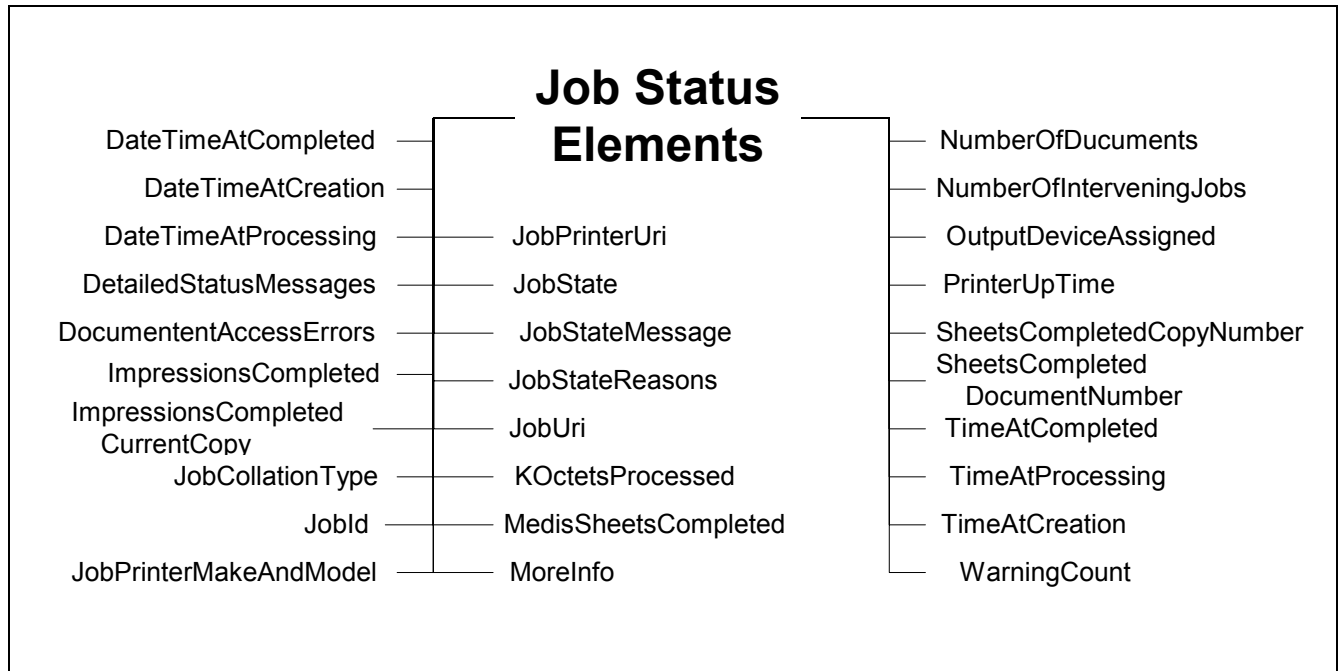 Job Status
Elements
DateTimeAtCompleted
DateTimeAtCreation
DateTimeAtProcessing
DetailedStatusMessages
DocumententAccessErrors
ImpressionsCompleted
ImpressionsCompleted
CurrentCopy
JobCollationType
JobId
JobPrinterMakeAndModel
JobPrinterUri
JobState
JobStateMessage
JobStateReasons
JobUri
KOctetsProcessed
MedisSheetsCompleted
MoreInfo
NumberOfDucuments
NumberOfInterveningJobs
OutputDeviceAssigned
PrinterUpTime
SheetsCompletedCopyNumber
SheetsCompleted
DocumentNumber
TimeAtCompleted
TimeAtProcessing
TimeAtCreation
WarningCount